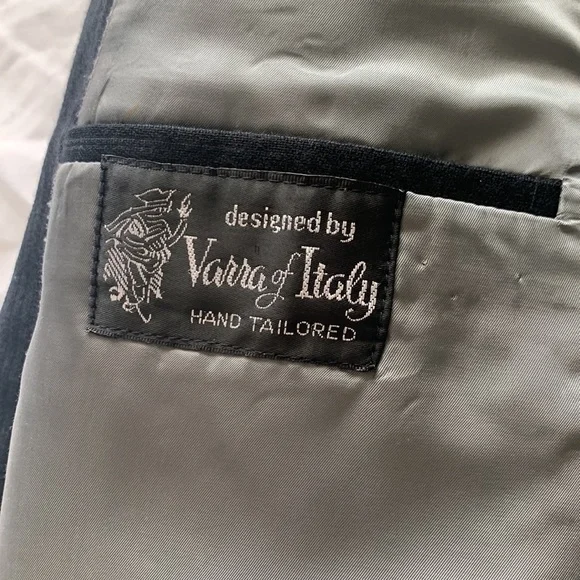 designed by
Varra of Italy
HAND TAILORED